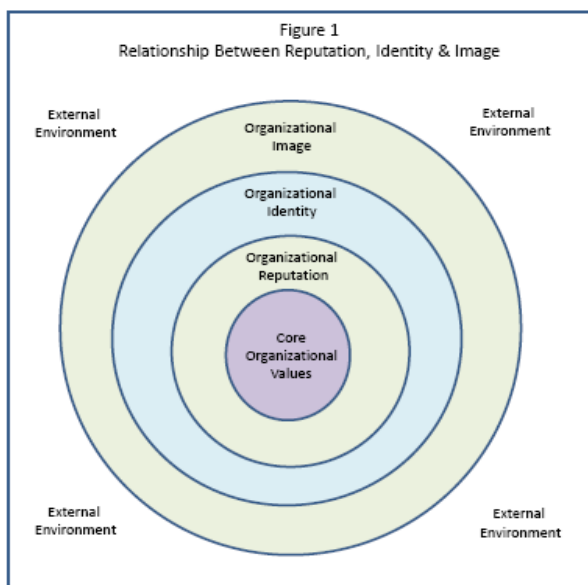 Figure 1
Relationship Between Reputation, Identity & Image
External
Environment
External
Environment
Organizational
Image
Organizational
Identity
Organizational
Reputation
Core
Organizational
Values
External
Environment
External
Environment